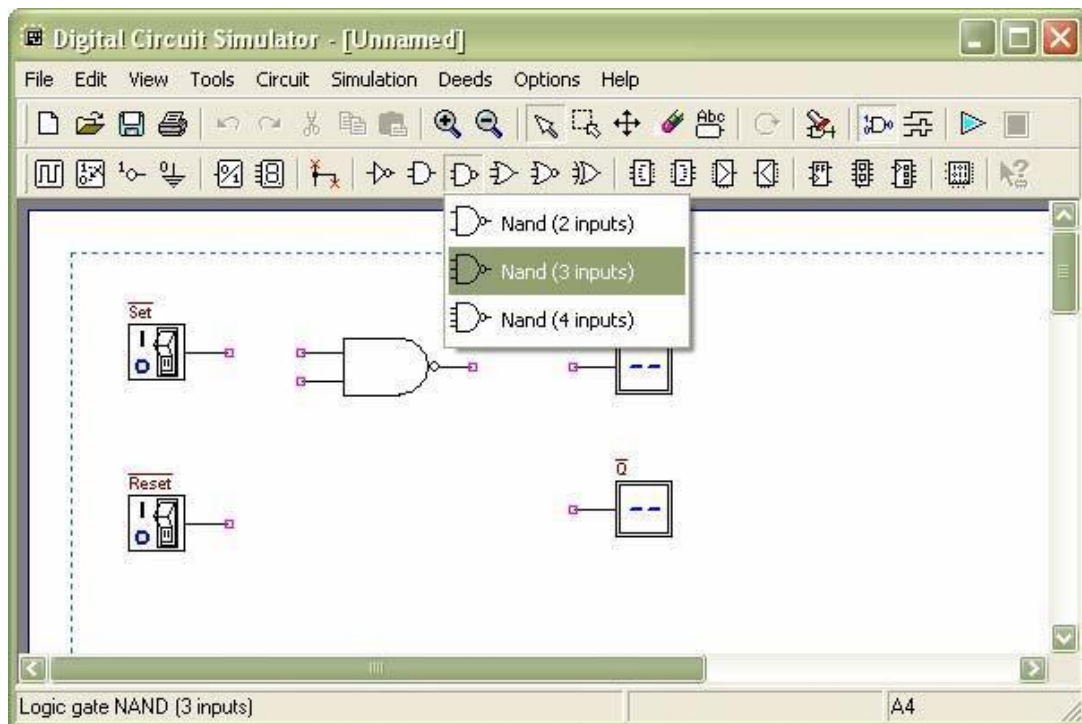 Digital Circuit Simulator - [Unnamed]
File Edit View Tools Circuit Simulation Deeds Options Help
Abc
Nand (2 inputs)
Nand (3 inputs)
Nand (4 inputs)
Set
Reset
Q
Logic gate NAND (3 inputs) A4